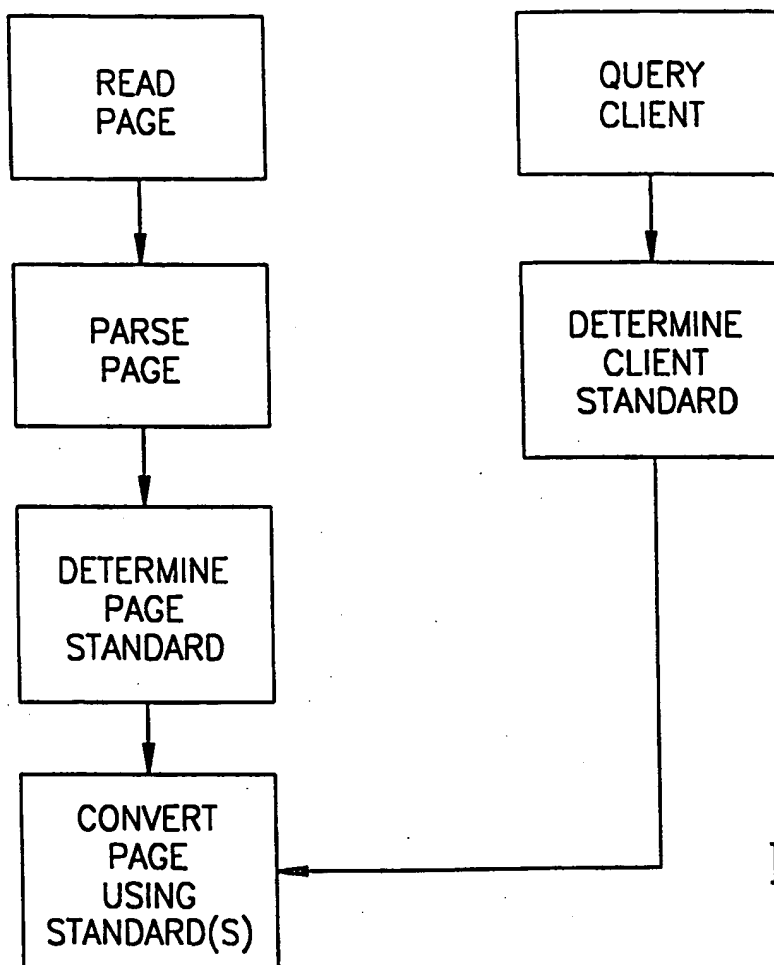 READ
PAGE
QUERY
CLIENT
PARSE
PAGE
DETERMINE
CLIENT
STANDARD
DETERMINE
PAGE
STANDARD
CONVERT
PAGE
USING
STANDARD(S)